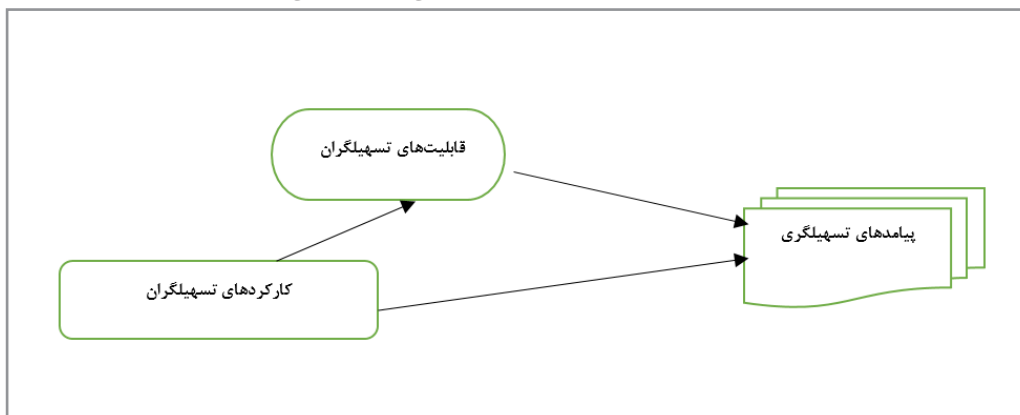 قابلیت‌های تسهیلگران
پیامدهای تسهیلگری
کارکردهای تسهیلگران